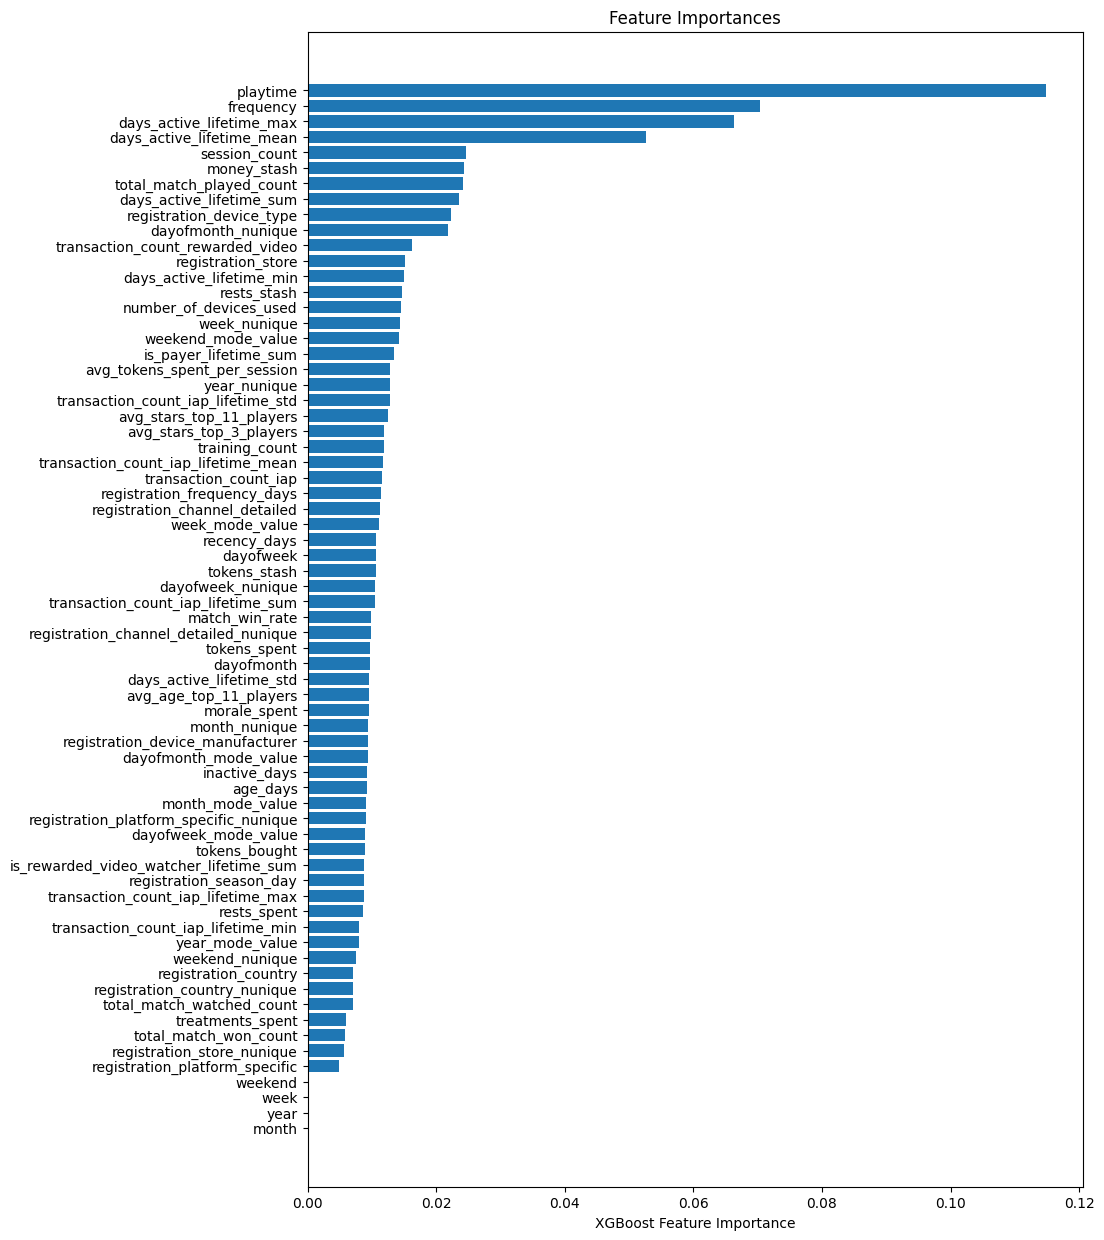 Feature Importances
playtime
frequency
days_active_lifetime_max
days_active_lifetime_mean
session_count
money_stash
total_match_played_count
days_active_lifetime_sum
registration_device_type
dayofmonth_nunique
transaction_count_rewarded_video
registration_store
days_active_lifetime_min
rests_stash
number_of_devices_used
week_nunique
weekend_mode_value
is_payer_lifetime_sum
avg_tokens_spent_per_session
year_nunique
transaction_count_iap_lifetime_std
avg_stars_top_11_players
avg_stars_top_3_players
training_count
transaction_count_iap_lifetime_mean
transaction_count_iap
registration_frequency_days
registration_channel_detailed
week_mode_value
recency_days
dayofweek
tokens_stash
dayofweek_nunique
transaction_count_iap_lifetime_sum
match_win_rate
registration_channel_detailed_nunique
tokens_spent
dayofmonth
days_active_lifetime_std
avg_age_top_11_players
morale_spent
month_nunique
registration_device_manufacturer
dayofmonth_mode_value
inactive_days
age_days
month_mode_value
registration_platform_specific_nunique
dayofweek_mode_value
tokens_bought
is_rewarded_video_watcher_lifetime_sum
registration_season_day
transaction_count_iap_lifetime_max
rests_spent
transaction_count_iap_lifetime_min
year_mode_value
weekend_nunique
registration_country
registration_country_nunique
total_match_watched_count
treatments_spent
total_match_won_count
registration_store_nunique
registration_platform_specific
weekend
week
year
month
0.00 0.02 0.04 0.06 0.08 0.10 0.12
XGBoost Feature Importance